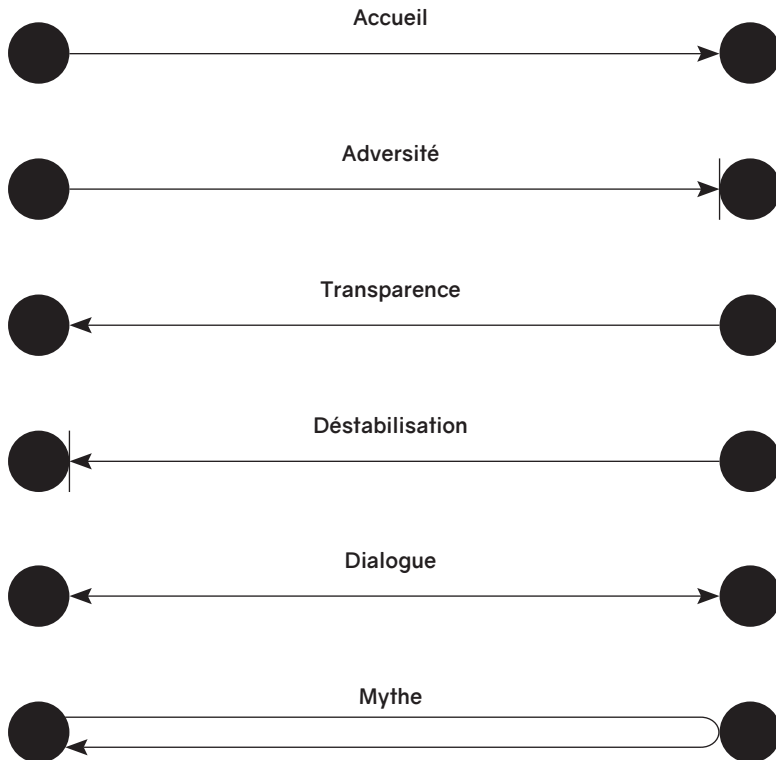 Accueil
Adversité
Transparence
Déstabilisation
Dialogue
Mythe